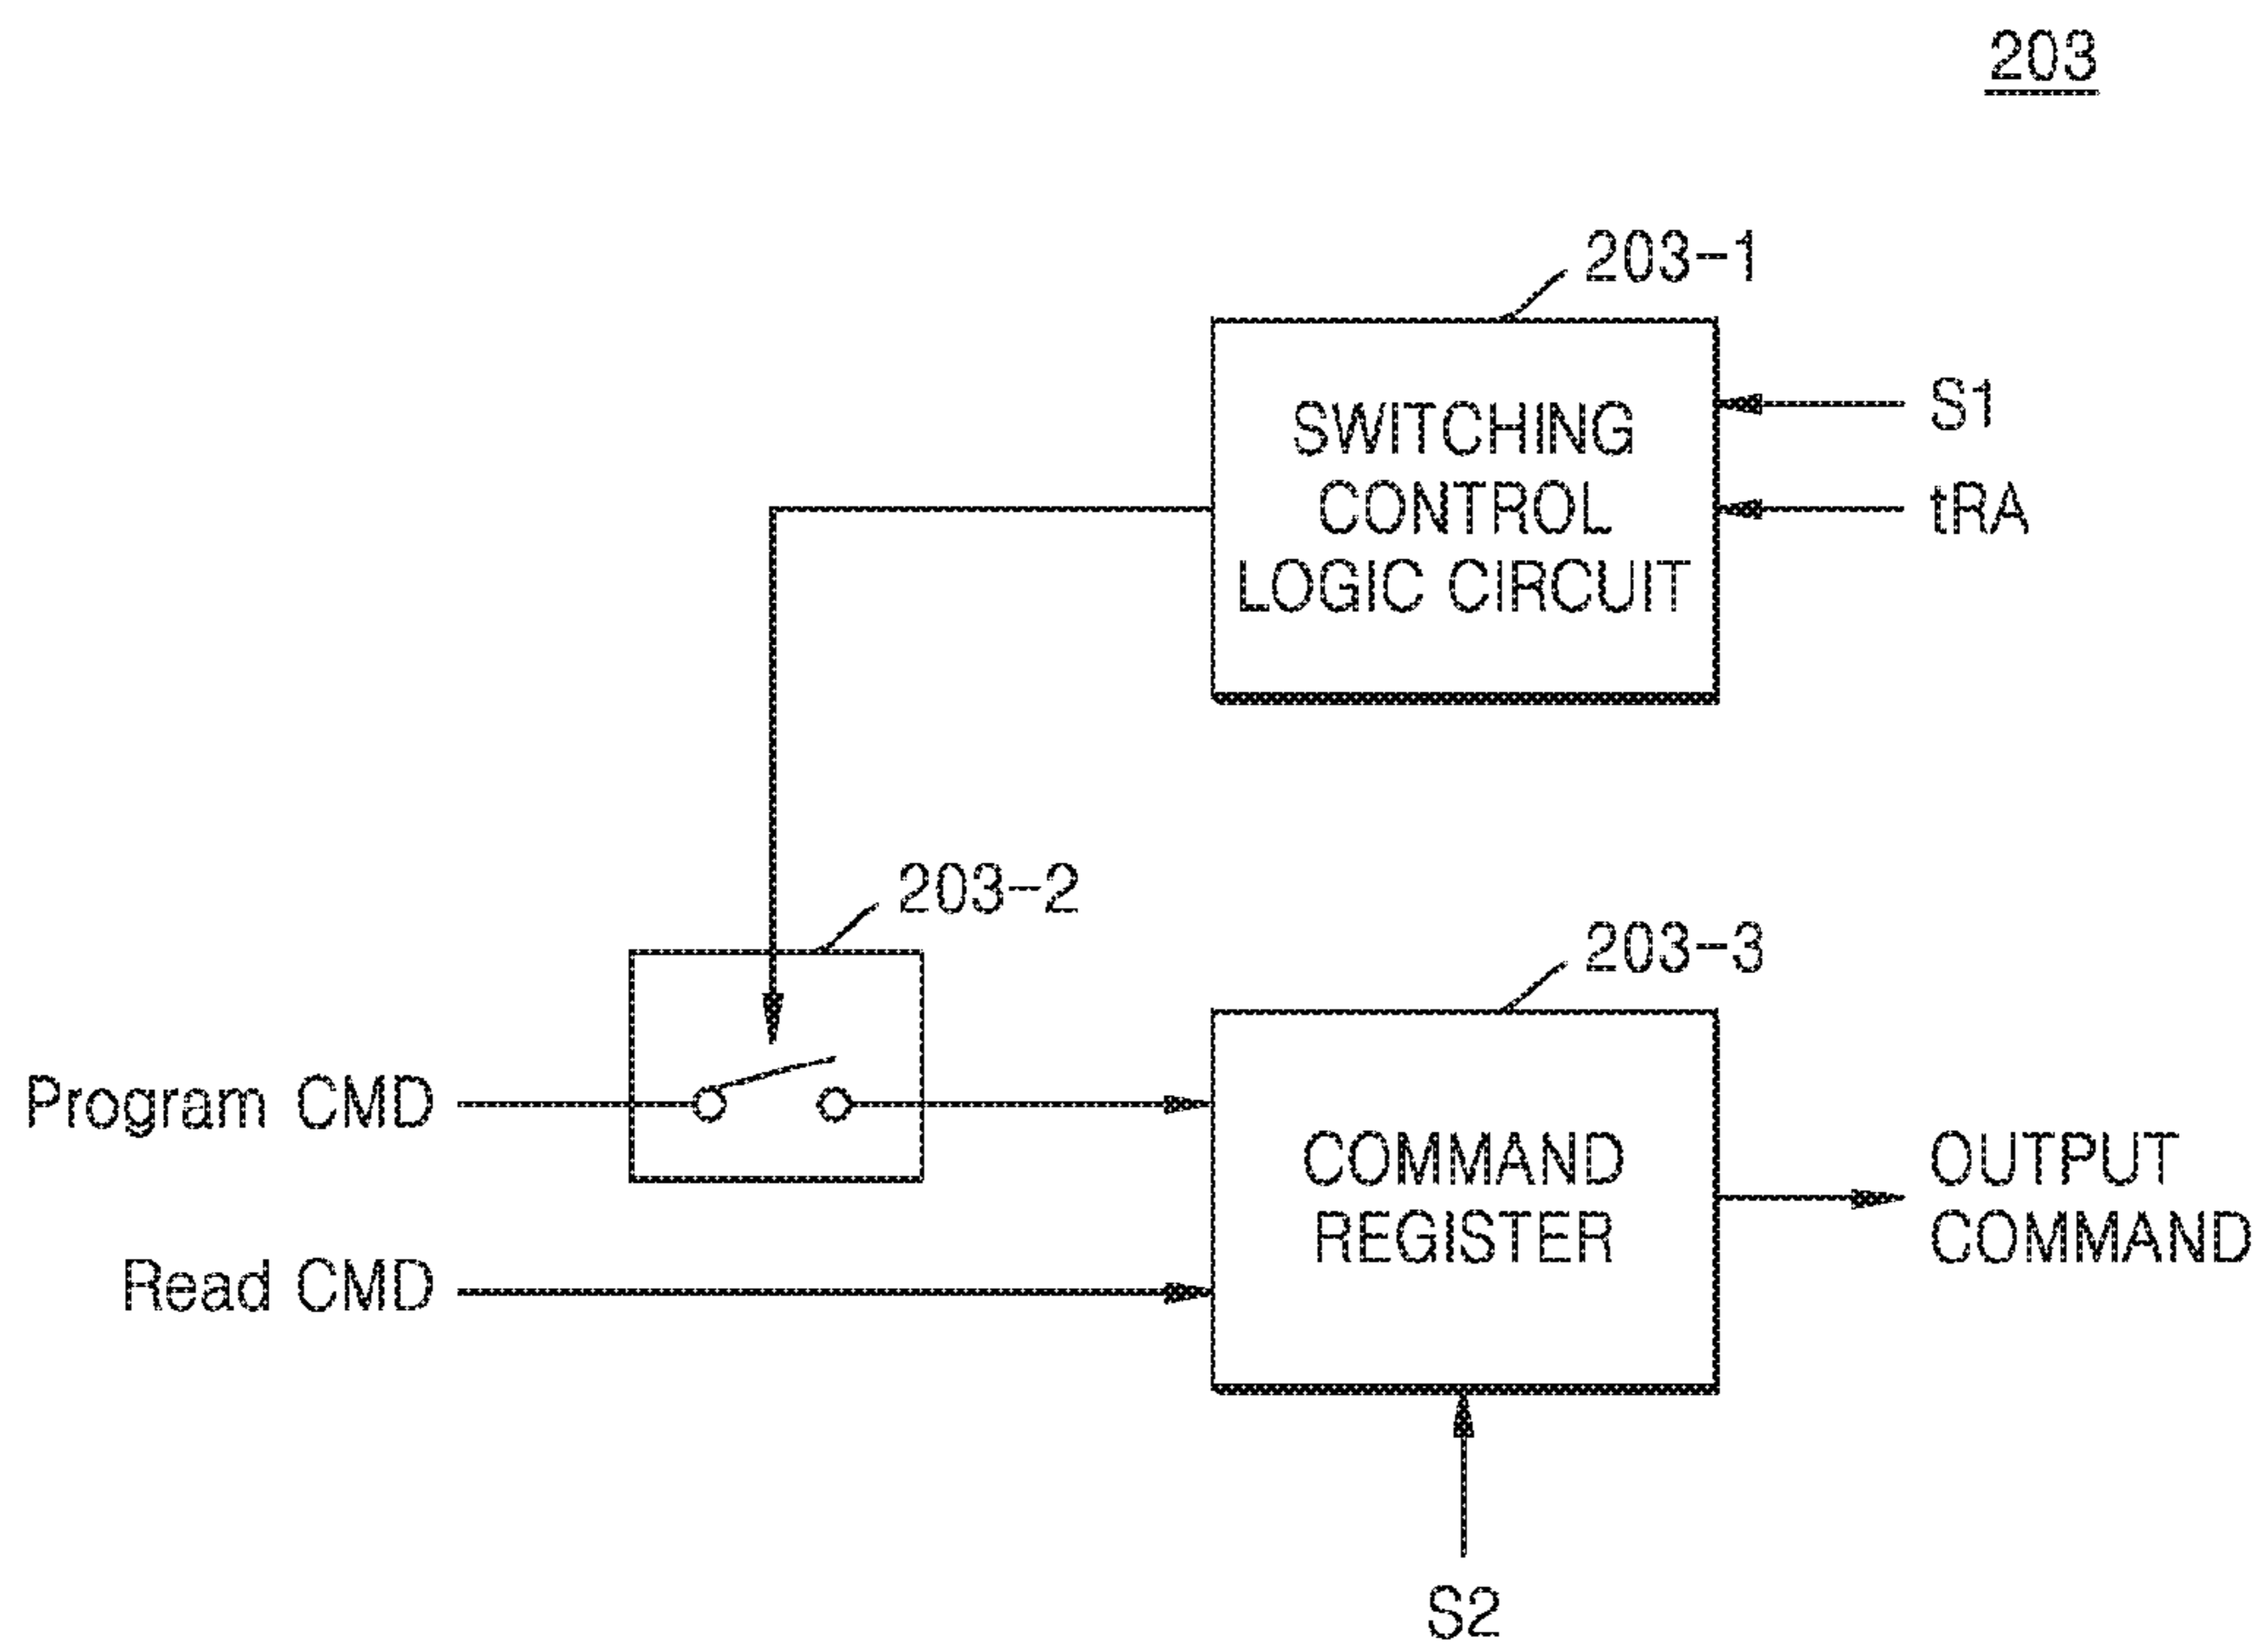 203
203-1
SWITCHING
CONTROL
LOGIC CIRCUIT
S1
tRA
203-2
203-3
Program CMD
Read CMD
COMMAND
REGISTER
OUTPUT
COMMAND
S2